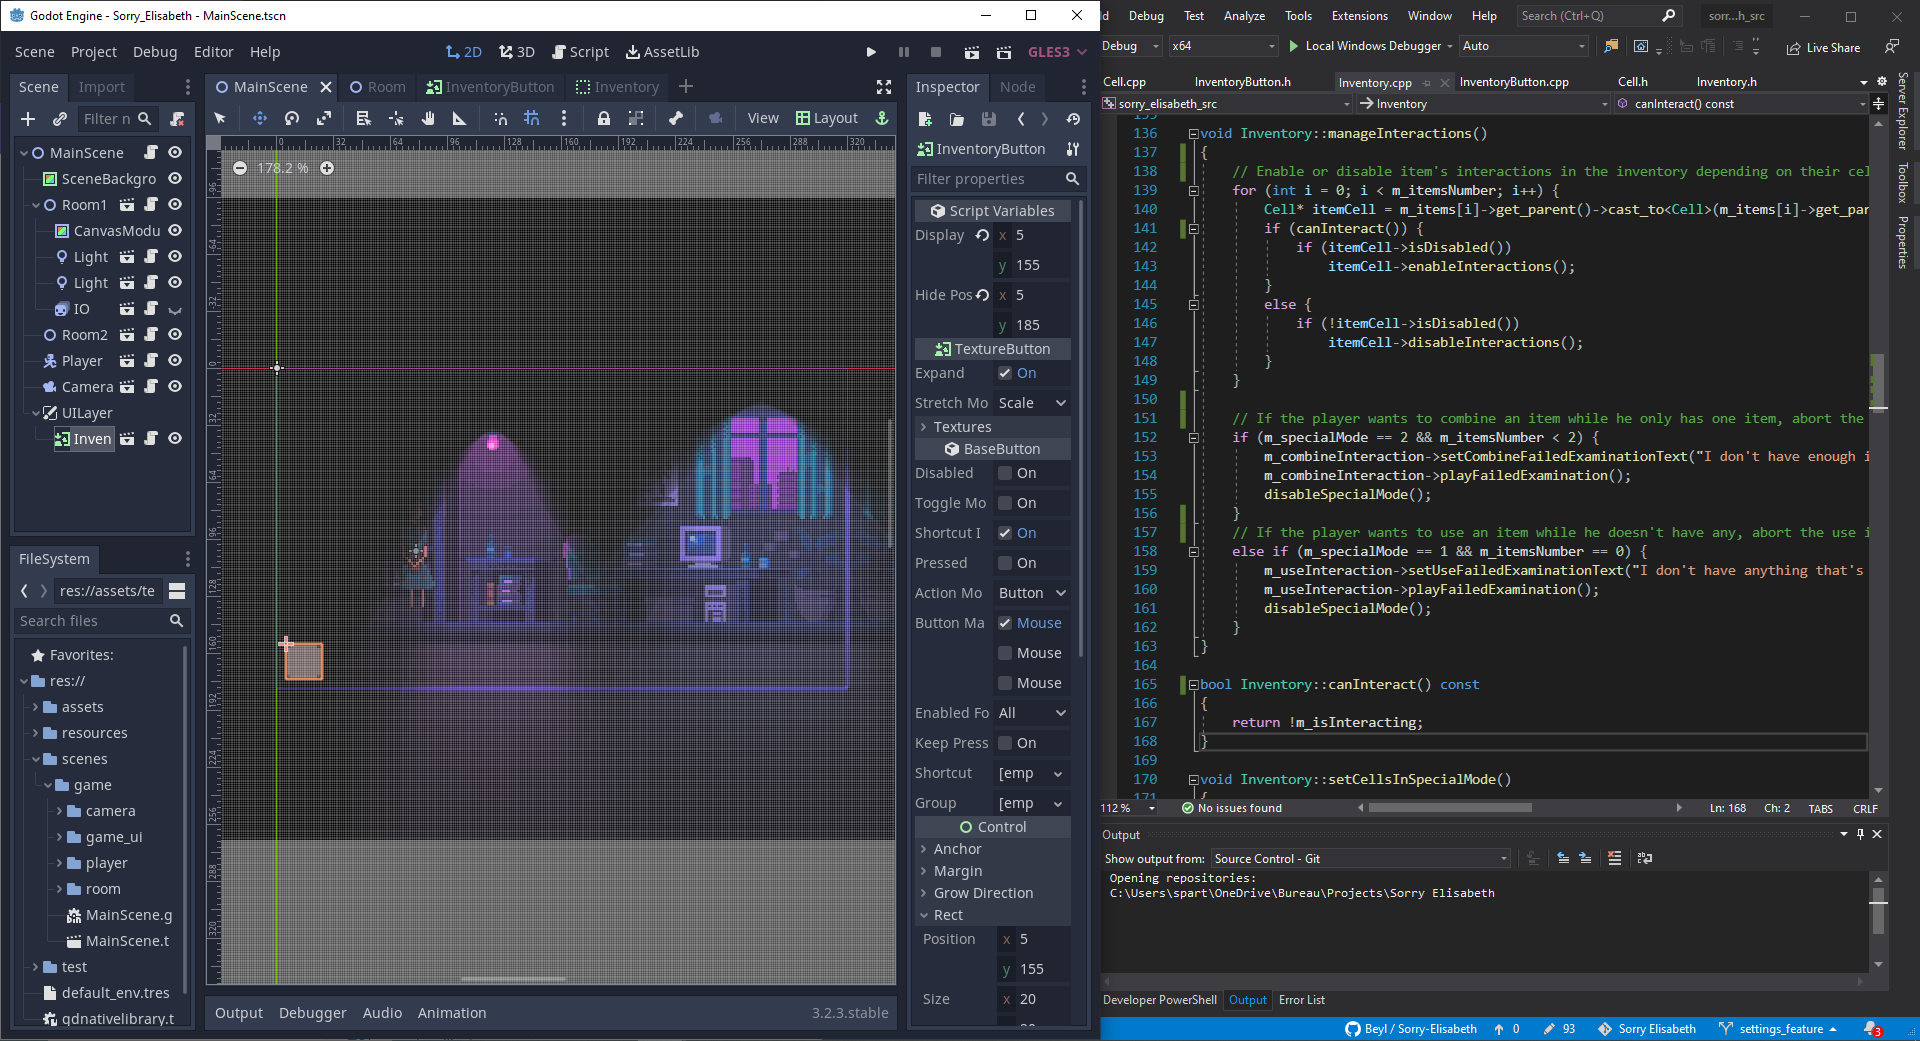 Godot Engine - Sorry_Elisabeth - MainScene.tscn
Scene Project Debug Editor Help
2D 3D Script AssetLib
GLES3
Scene Import
Filter n
MainScene
SceneBackgro
Room1
CanvasModu
Light
Light
IO
Room2
Player
Camera
UILayer
Inven
FileSystem
res://assets/te
Search files
Favorites:
res://
assets
resources
scenes
game
camera
game_ui
player
room
MainScene.g
MainScene.t
test
default_env.tres
gdnativelibrary.t
MainScene Room InventoryButton Inventory
View Layout
0 32 64 96 128 160 192 224 256 288 320
178.2 %
Output Debugger Audio Animation
3.2.3.stable
Inspector Node
InventoryButton
Filter properties
Script Variables
Display x 5
y 155
Hide Pos x 5
y 185
TextureButton
Expand On
Stretch Mo Scale
Textures
BaseButton
Disabled On
Toggle Mo On
Shortcut I On
Pressed On
Action Mo Button
Button Ma Mouse
Mouse
Mouse
Enabled Fo All
Keep Press On
Shortcut [emp
Group [emp
Control
Anchor
Margin
Grow Direction
Rect
Position x 5
y 155
Size x 20
Debug Test Analyze Tools Extensions Window Help Search (Ctrl+Q) sorr...h_src
Debug x64 Local Windows Debugger Auto Live Share
Cell.cpp InventoryButton.h Inventory.cpp InventoryButton.cpp Cell.h Inventory.h
sorry_elisabeth_src Inventory canInteract() const
136 void Inventory::manageInteractions()
137 {
138 // Enable or disable item's interactions in the inventory depending on their cel
139 for (int i = 0; i < m_itemsNumber; i++) {
140 Cell* itemCell = m_items[i]->get_parent()->cast_to<Cell>(m_items[i]->get_par
141 if (canInteract()) {
142 if (itemCell->isDisabled())
143 itemCell->enableInteractions();
144 }
145 else {
146 if (!itemCell->isDisabled())
147 itemCell->disableInteractions();
148 }
149 }
150
151 // If the player wants to combine an item while he only has one item, abort the
152 if (m_specialMode == 2 && m_itemsNumber < 2) {
153 m_combineInteraction->setCombineFailedExaminationText("I don't have enough i
154 m_combineInteraction->playFailedExamination();
155 disableSpecialMode();
156 }
157 // If the player wants to use an item while he doesn't have any, abort the use i
158 else if (m_specialMode == 1 && m_itemsNumber == 0) {
159 m_useInteraction->setUseFailedExaminationText("I don't have anything that's
160 m_useInteraction->playFailedExamination();
161 disableSpecialMode();
162 }
163 }
164
165 bool Inventory::canInteract() const
166 {
167 return !m_isInteracting;
168 }
169
170 void Inventory::setCellsInSpecialMode()
171 {
112 % No issues found Ln: 168 Ch: 2 TABS CRLF
Output
Show output from: Source Control - Git
Opening repositories:
C:\Users\spart\OneDrive\Bureau\Projects\Sorry Elisabeth
Developer PowerShell Output Error List
Beyl / Sorry-Elisabeth 0 93 Sorry Elisabeth settings_feature 3
Server Explorer
Toolbox
Properties